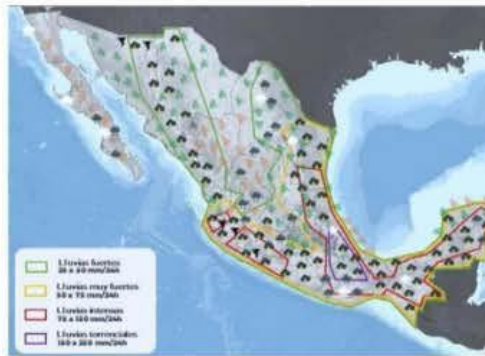 Lluvias fuertes
25 a 50 mm/24h
Lluvias muy fuertes
50 a 75 mm/24h
Lluvias intensas
75 a 150 mm/24h
Lluvias torrenciales
150 a 250 mm/24h